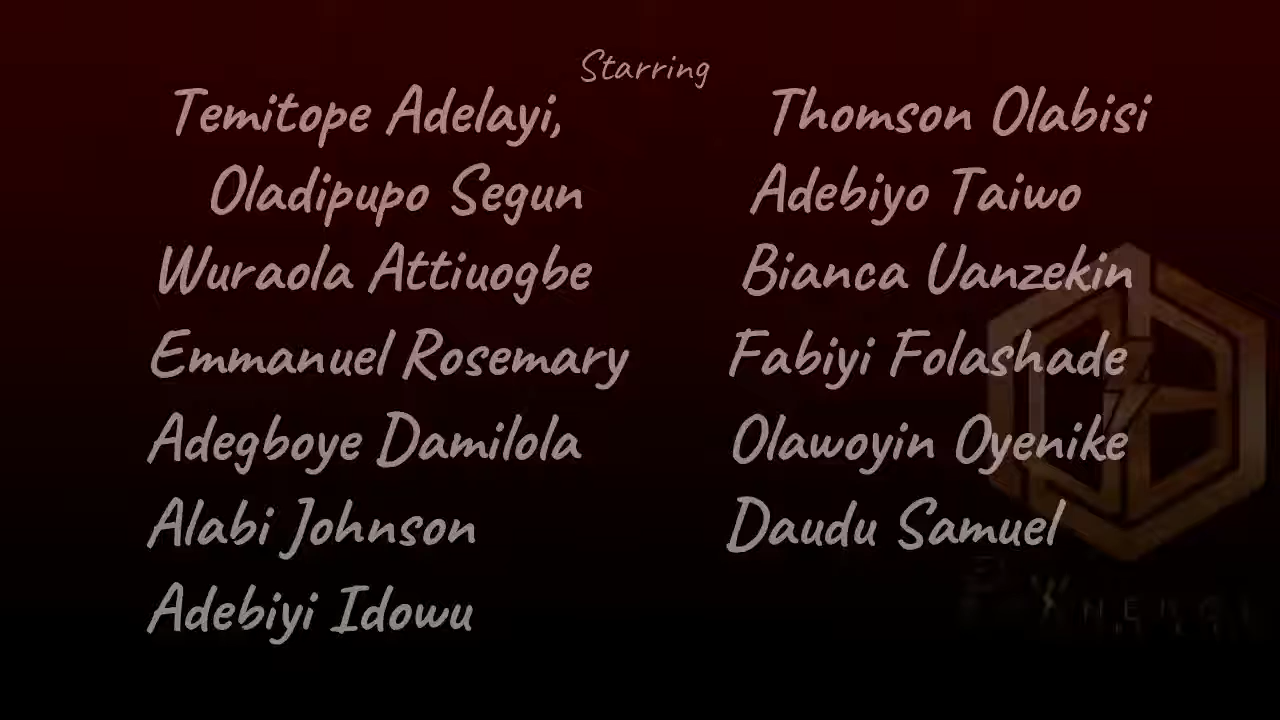 Starring
Temitope Adelayi,
Oladipupo Segun
Wuraola Attiuogbe
Emmanuel Rosemary
Adegboye Damilola
Alabi Johnson
Adebiyi Idowu
Thomson Olabisi
Adebiyo Taiwo
Bianca Uanzekin
Fabiyi Folashade
Olawoyin Oyenike
Daudu Samuel